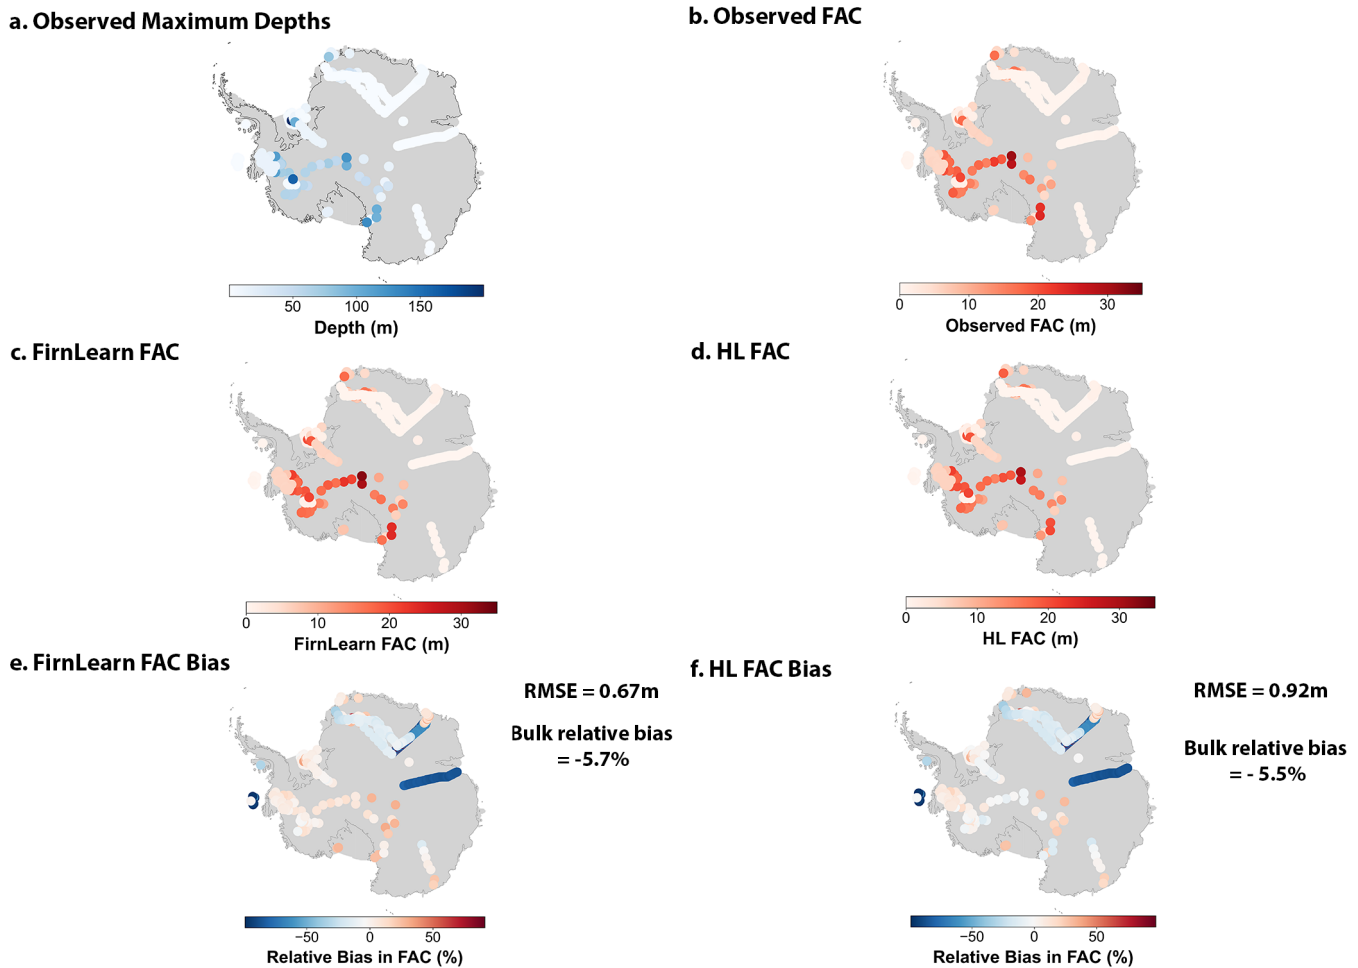 a. Observed Maximum Depths
b. Observed FAC
50 100 150
Depth (m)
0 10 20 30
Observed FAC (m)
c. FirnLearn FAC
d. HL FAC
0 10 20 30
FirnLearn FAC (m)
0 10 20 30
HL FAC (m)
e. FirnLearn FAC Bias
RMSE = 0.67m
Bulk relative bias
= -5.7%
f. HL FAC Bias
RMSE = 0.92m
Bulk relative bias
= - 5.5%
−50 0 50
Relative Bias in FAC (%)
−50 0 50
Relative Bias in FAC (%)